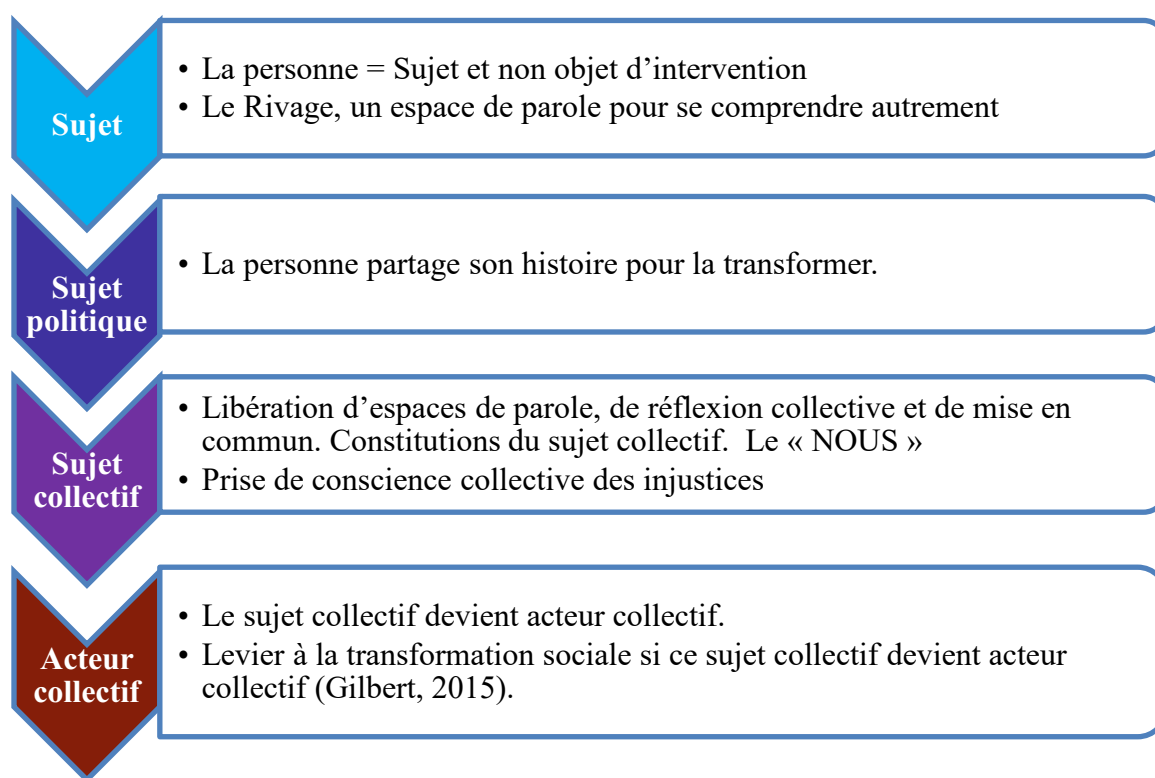 Sujet
• La personne = Sujet et non objet d’intervention
• Le Rivage, un espace de parole pour se comprendre autrement
Sujet
politique
• La personne partage son histoire pour la transformer.
Sujet
collectif
• Libération d’espaces de parole, de réflexion collective et de mise en
commun. Constitutions du sujet collectif.  Le « NOUS »
• Prise de conscience collective des injustices
Acteur
collectif
• Le sujet collectif devient acteur collectif.
• Levier à la transformation sociale si ce sujet collectif devient acteur
collectif (Gilbert, 2015).